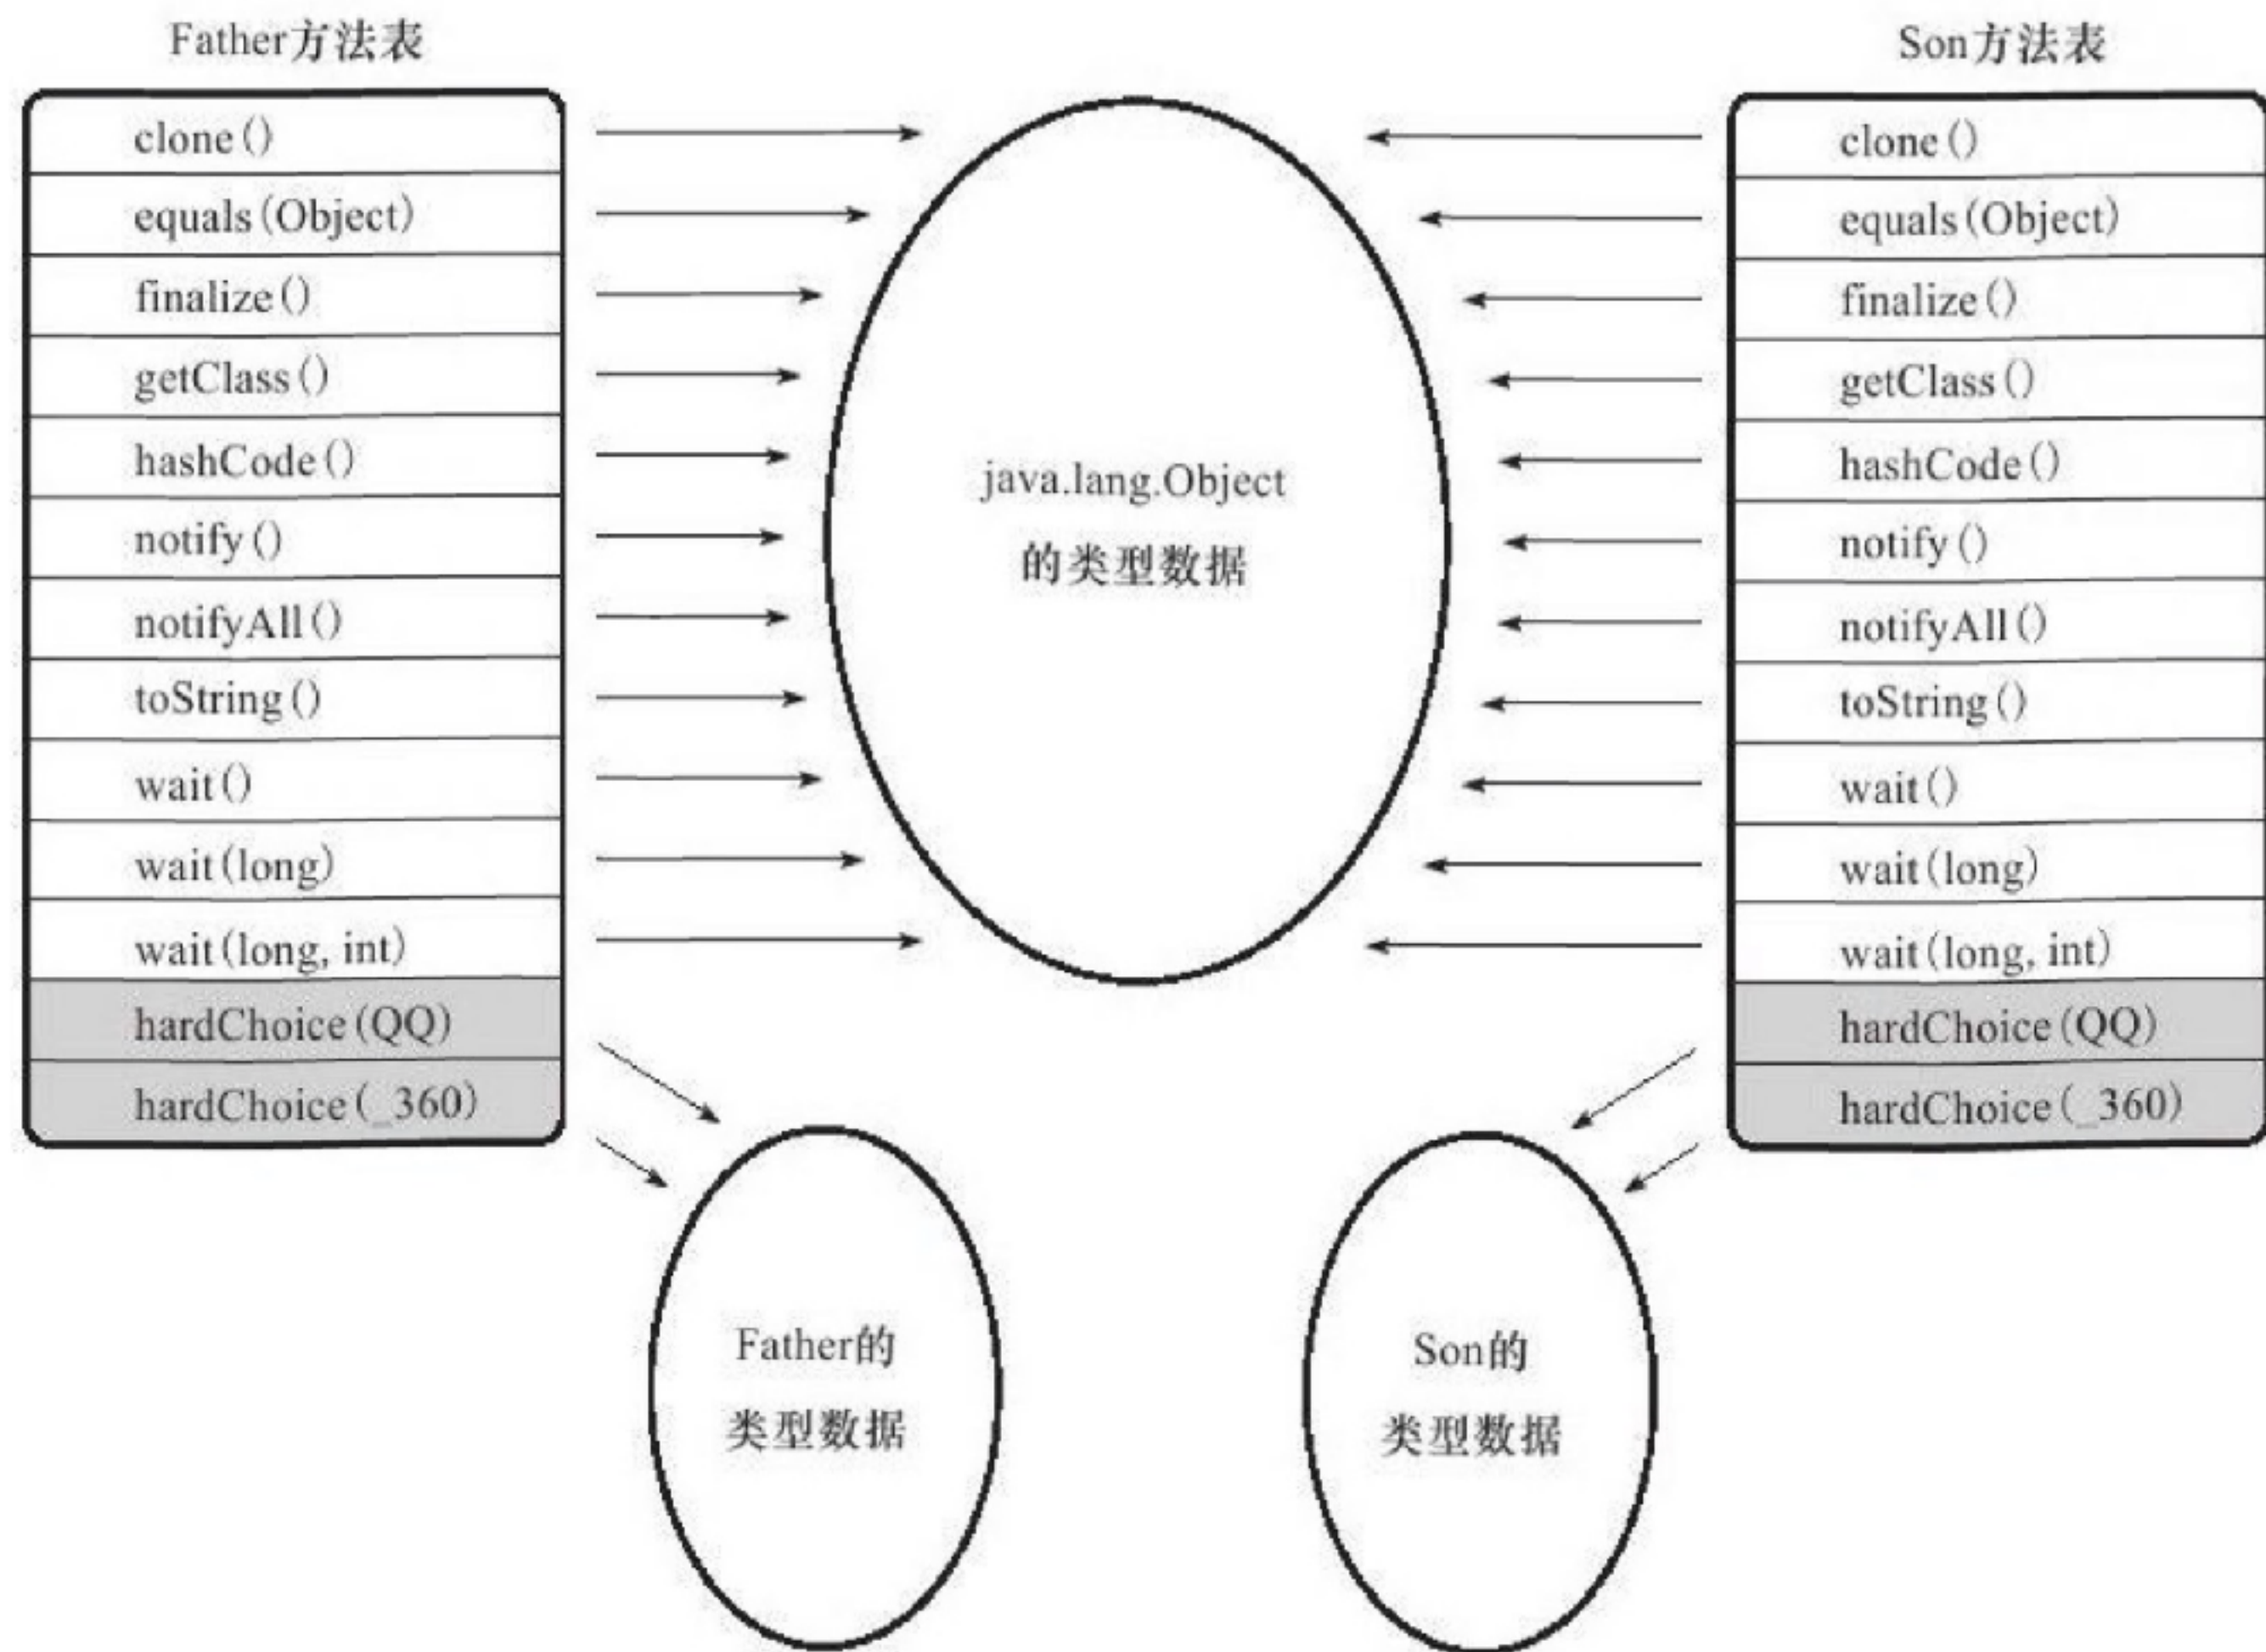 Father方法表
clone()
equals(Object)
finalize()
getClass()
hashCode()
notify()
notifyAll()
toString()
wait()
wait(long)
wait(long, int)
hardChoice(QQ)
hardChoice(_360)
java.lang.Object
的类型数据
Son方法表
clone()
equals(Object)
finalize()
getClass()
hashCode()
notify()
notifyAll()
toString()
wait()
wait(long)
wait(long, int)
hardChoice(QQ)
hardChoice(_360)
Father的
类型数据
Son的
类型数据